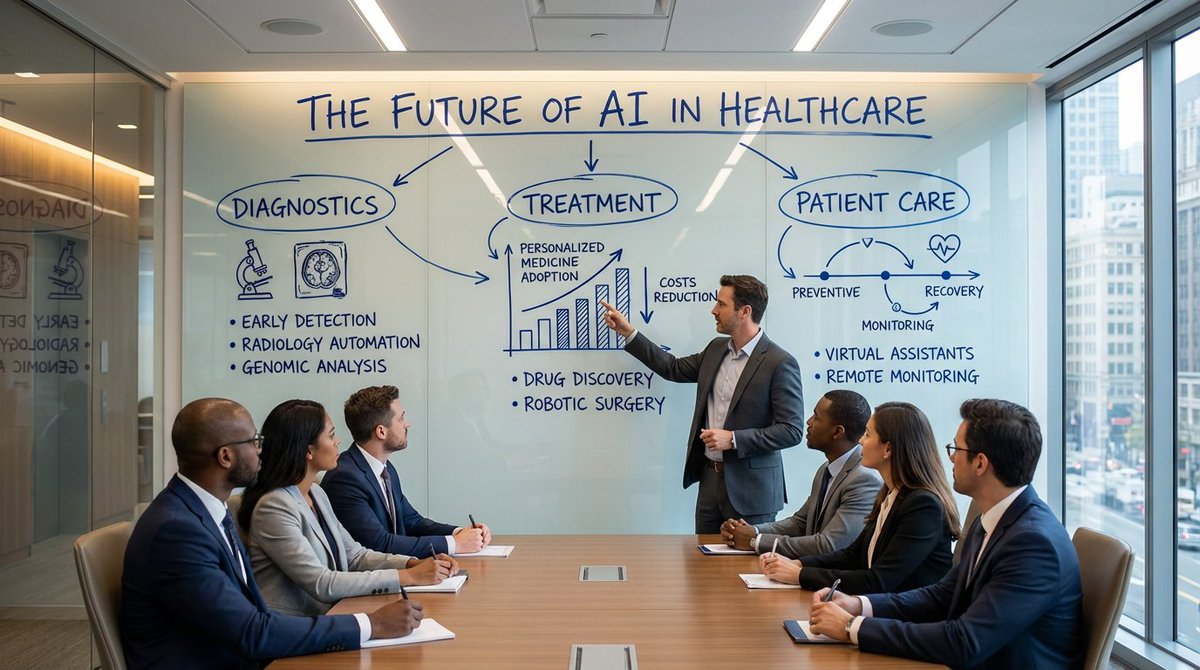 THE FUTURE OF AI IN HEALTHCARE
DIAGNOSTICS
• EARLY DETECTION
• RADIOLOGY AUTOMATION
• GENOMIC ANALYSIS
TREATMENT
PERSONALIZED
MEDICINE
ADOPTION
COSTS
REDUCTION
• DRUG DISCOVERY
• ROBOTIC SURGERY
PATIENT CARE
PREVENTIVE
RECOVERY
MONITORING
• VIRTUAL ASSISTANTS
• REMOTE MONITORING